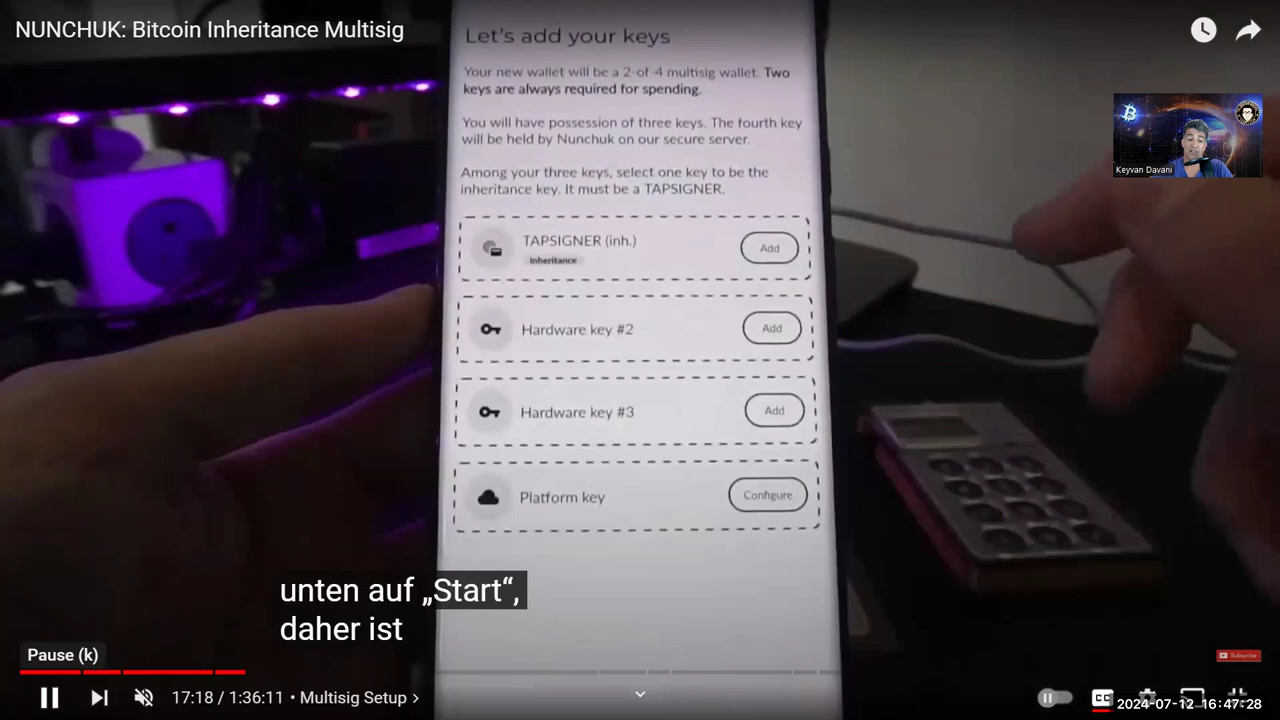 NUNCHUK: Bitcoin Inheritance Multisig
Let's add your keys
Your new wallet will be a 2-of-4 multisig wallet. Two
keys are always required for spending.
You will have possession of three keys. The fourth key
will be held by Nunchuk on our secure server.
Among your three keys, select one key to be the
inheritance key. It must be a TAPSIGNER.
TAPSIGNER (inh.)
Inheritance
Add
Hardware key #2
Add
Hardware key #3
Add
Platform key
Configure
Keyvan Davani
unten auf „Start“,
daher ist
Pause (k)
Subscribe
17:18 / 1:36:11 • Multisig Setup ›
CC
2024-07-12 16:47:28